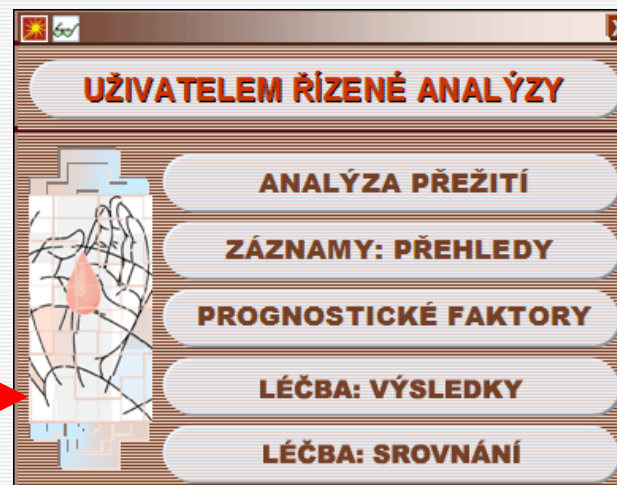 UŽIVATELEM ŘÍZENÉ ANALÝZY
ANALÝZA PŘEŽITÍ
ZÁZNAMY: PŘEHLEDY
PROGNOSTICKÉ FAKTORY
LÉČBA: VÝSLEDKY
LÉČBA: SROVNÁNÍ